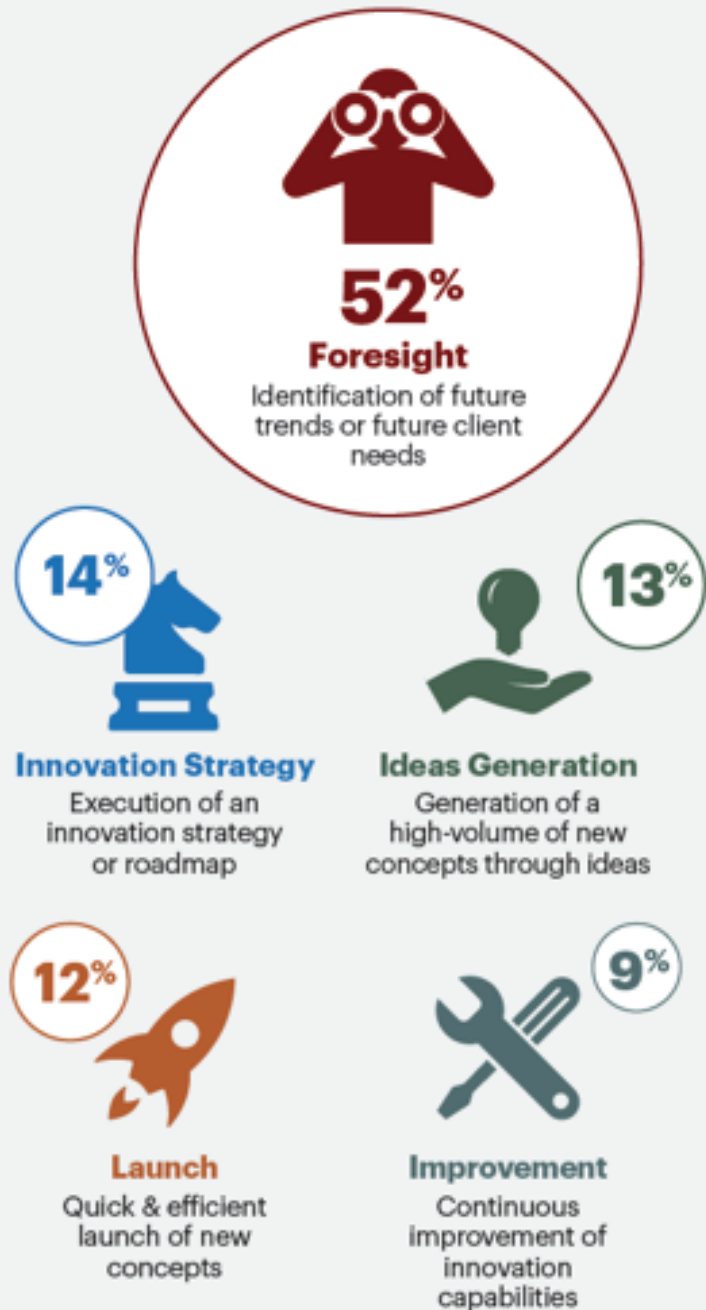 52%
Foresight
Identification of future
trends or future client
needs
14%
Innovation Strategy
Execution of an
innovation strategy
or roadmap
13%
Ideas Generation
Generation of a
high-volume of new
concepts through ideas
12%
Launch
Quick & efficient
launch of new
concepts
9%
Improvement
Continuous
improvement of
innovation
capabilities